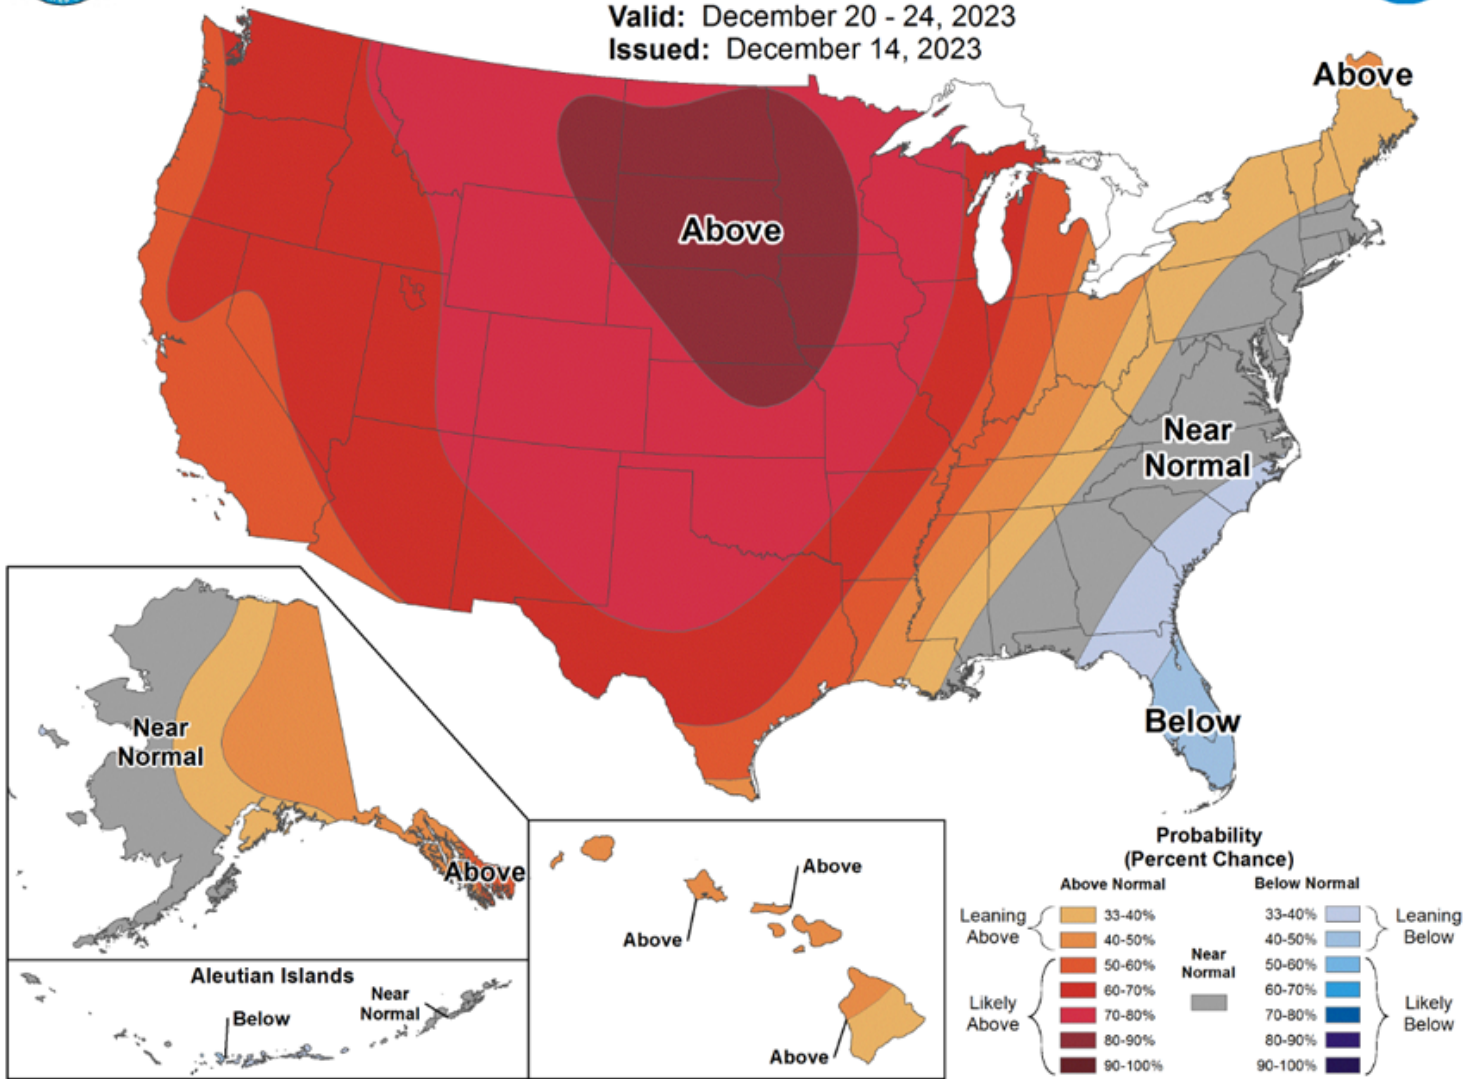 Valid: December 20 - 24, 2023
Issued: December 14, 2023
Above
Above
Near
Normal
Below
Near
Normal
Above
Aleutian Islands
Near
Normal
Below
Above
Above
Above
Probability
(Percent Chance)
Above Normal
Below Normal
Leaning
Above
33-40%
40-50%
Likely
Above
50-60%
60-70%
70-80%
80-90%
90-100%
Near
Normal
33-40%
40-50%
Leaning
Below
50-60%
60-70%
70-80%
80-90%
90-100%
Likely
Below